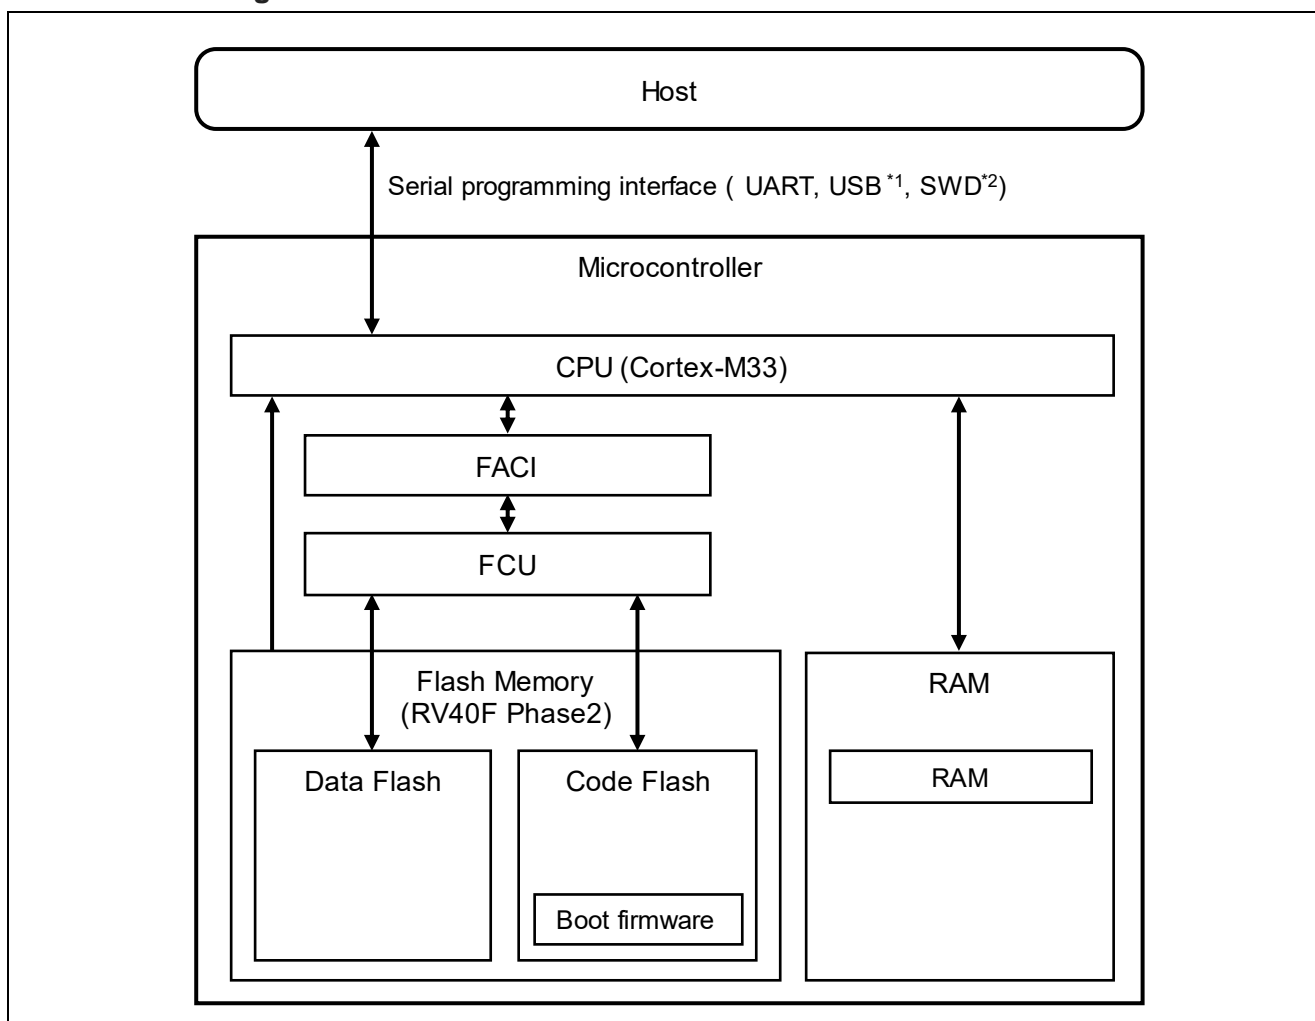 Host
Serial programming interface ( UART, USB *1, SWD*2)
Microcontroller
CPU (Cortex-M33)
FACI
FCU
Flash Memory
(RV40F Phase2)
RAM
Data Flash
Code Flash
RAM
Boot firmware